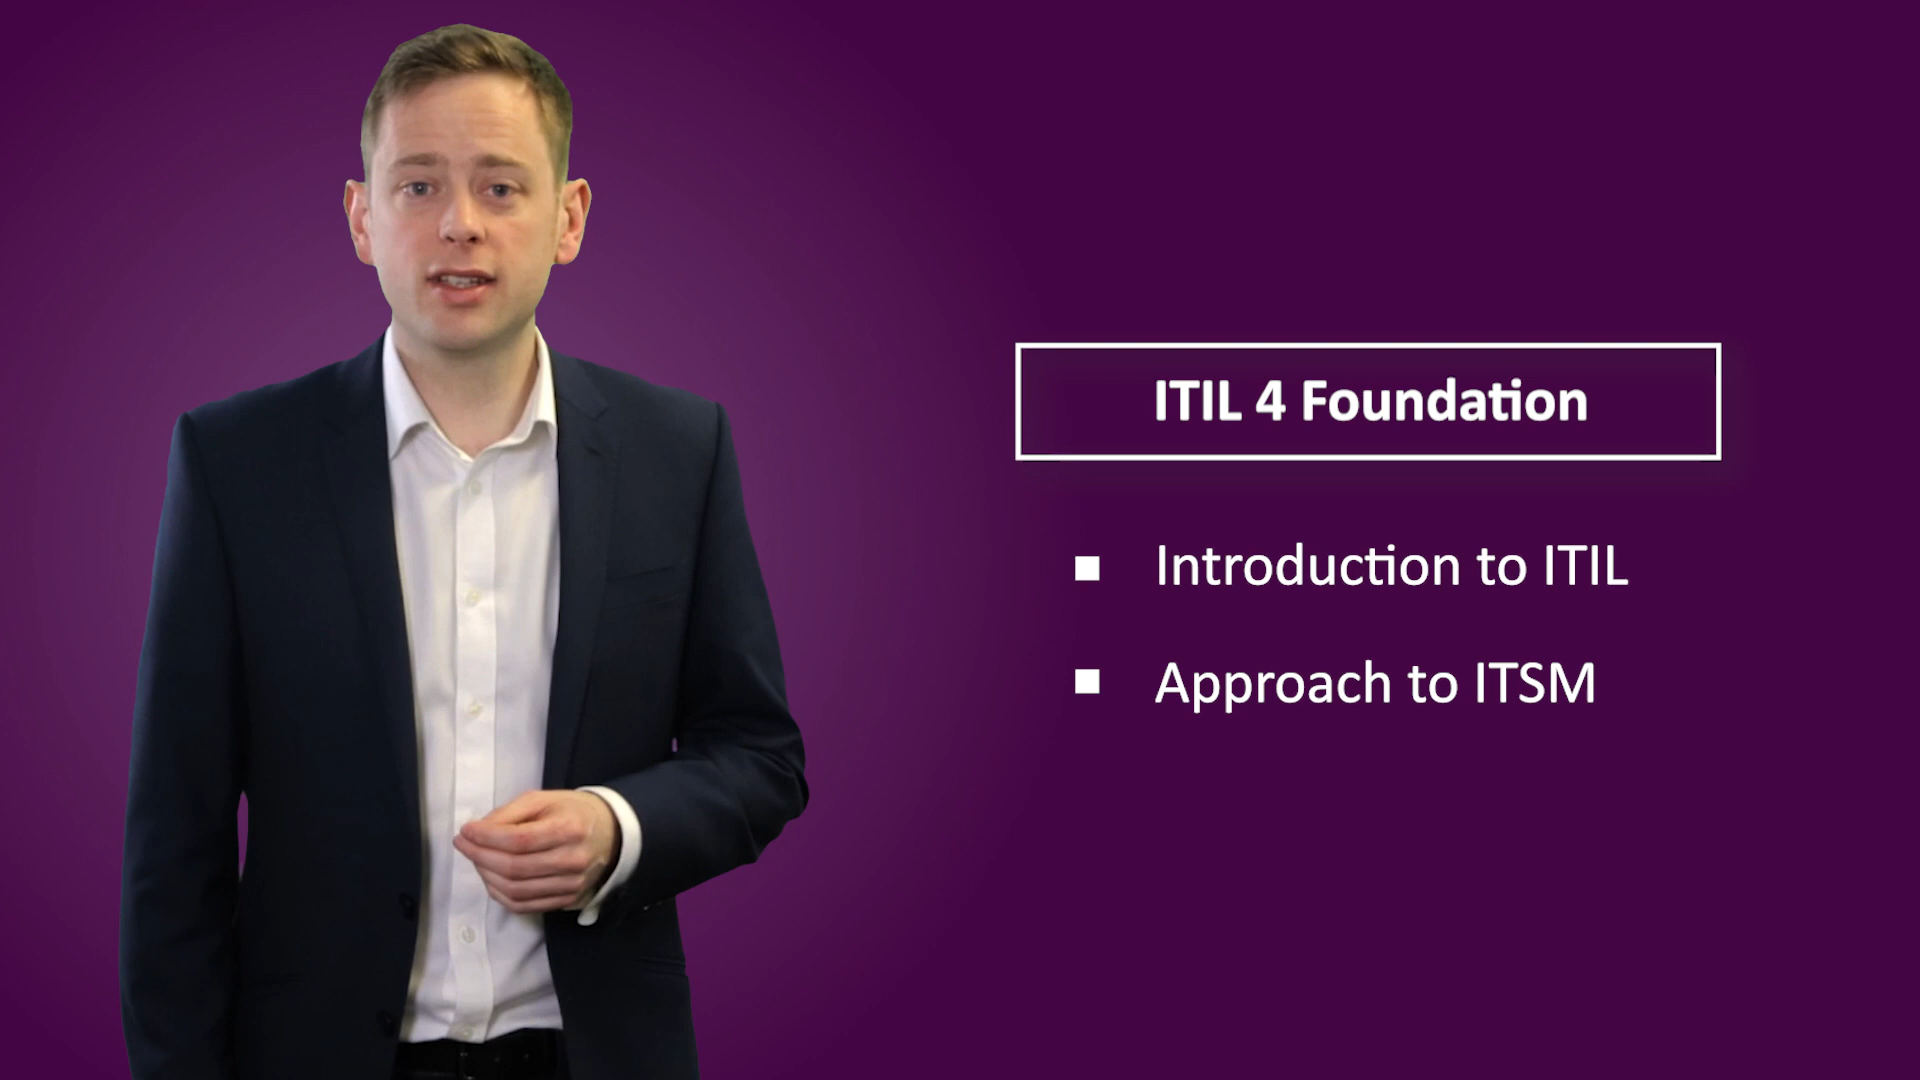 ITIL 4 Foundation
Introduction to ITIL
Approach to ITSM